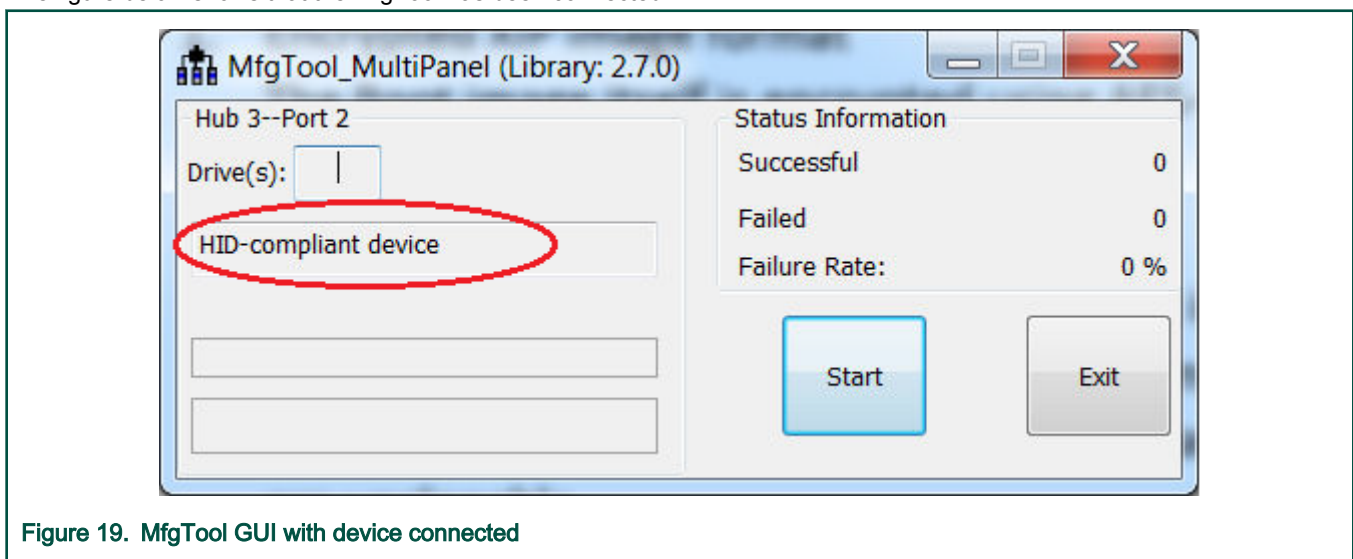 MfgTool_MultiPanel (Library: 2.7.0)
Hub 3--Port 2
Drive(s):
HID-compliant device
Status Information
Successful 0
Failed 0
Failure Rate: 0 %
Start
Exit
Figure 19. MfgTool GUI with device connected